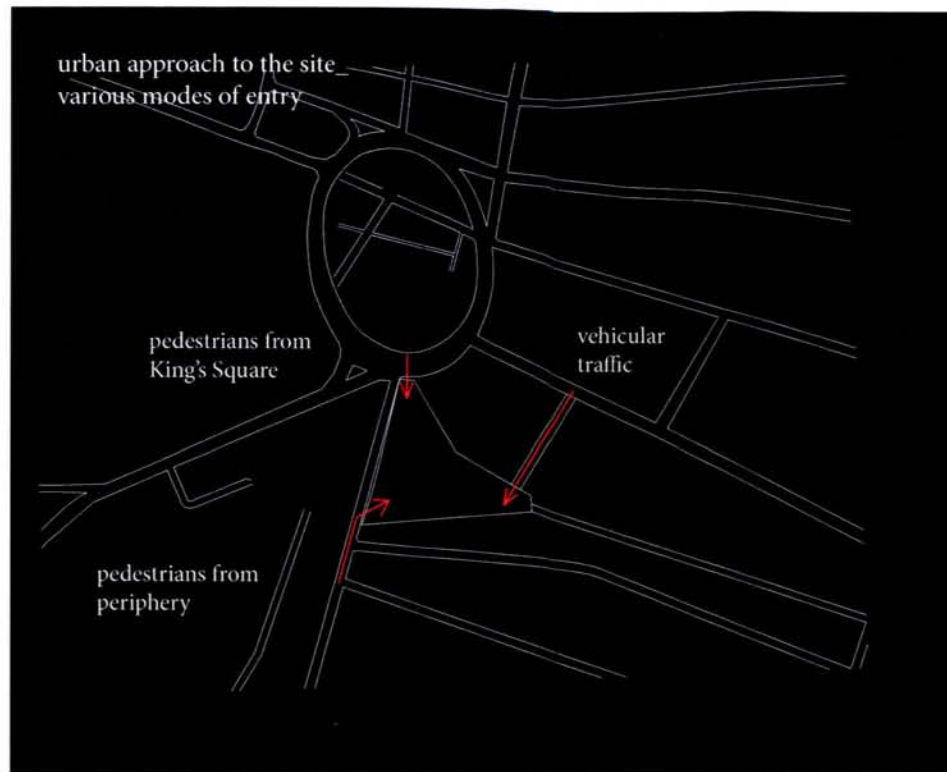 urban approach to the site_
various modes of entry
pedestrians from
King's Square
vehicular
traffic
pedestrians from
periphery